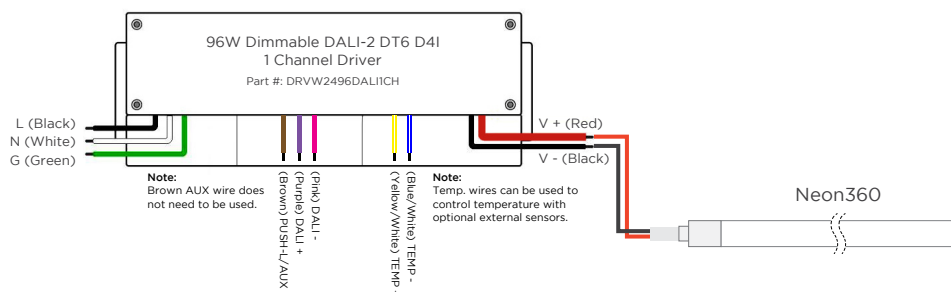 96W Dimmable DALI-2 DT6 D4I
1 Channel Driver
Part #: DRVW2496DALI1CH
L (Black)
N (White)
G (Green)
V + (Red)
V - (Black)
Note:
Brown AUX wire does
not need to be used.
(Brown) PUSH-L/AUX
(Purple) DALI +
(Pink) DALI -
(Yellow/White) TEMP
(Blue/White) TEMP -
Note:
Temp. wires can be used to
control temperature with
optional external sensors.
Neon360